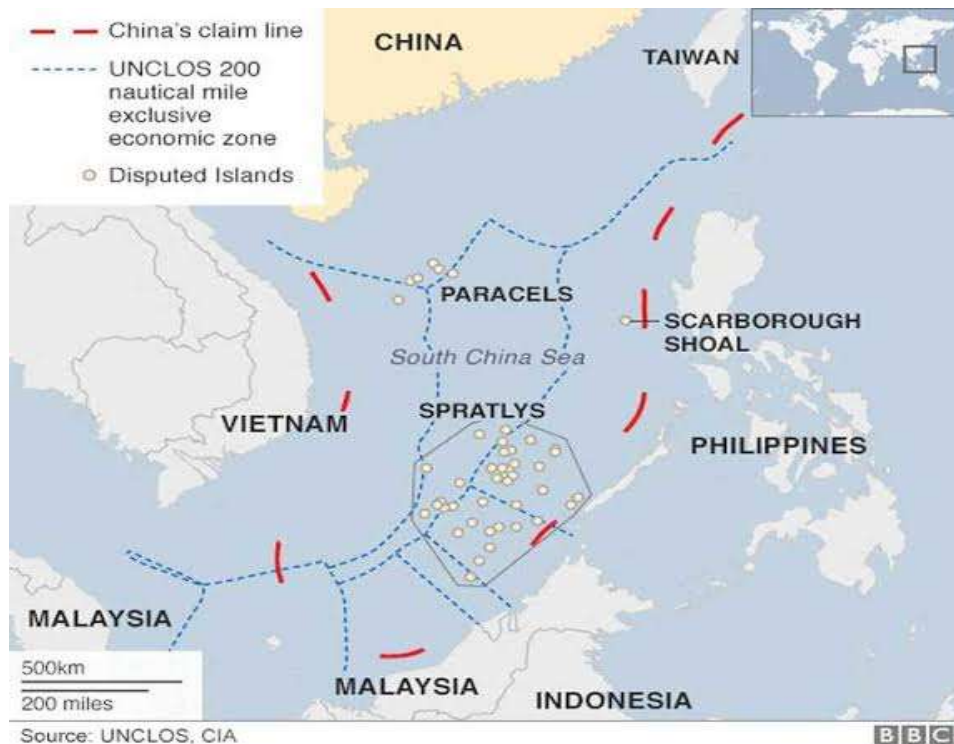 China's claim line
UNCLOS 200
nautical mile
exclusive
economic zone
Disputed Islands
CHINA
TAIWAN
PARACELS
SCARBOROUGH
SHOAL
South China Sea
SPRATLYS
VIETNAM
PHILIPPINES
MALAYSIA
MALAYSIA
INDONESIA
500km
200 miles
Source: UNCLOS, CIA
BBC